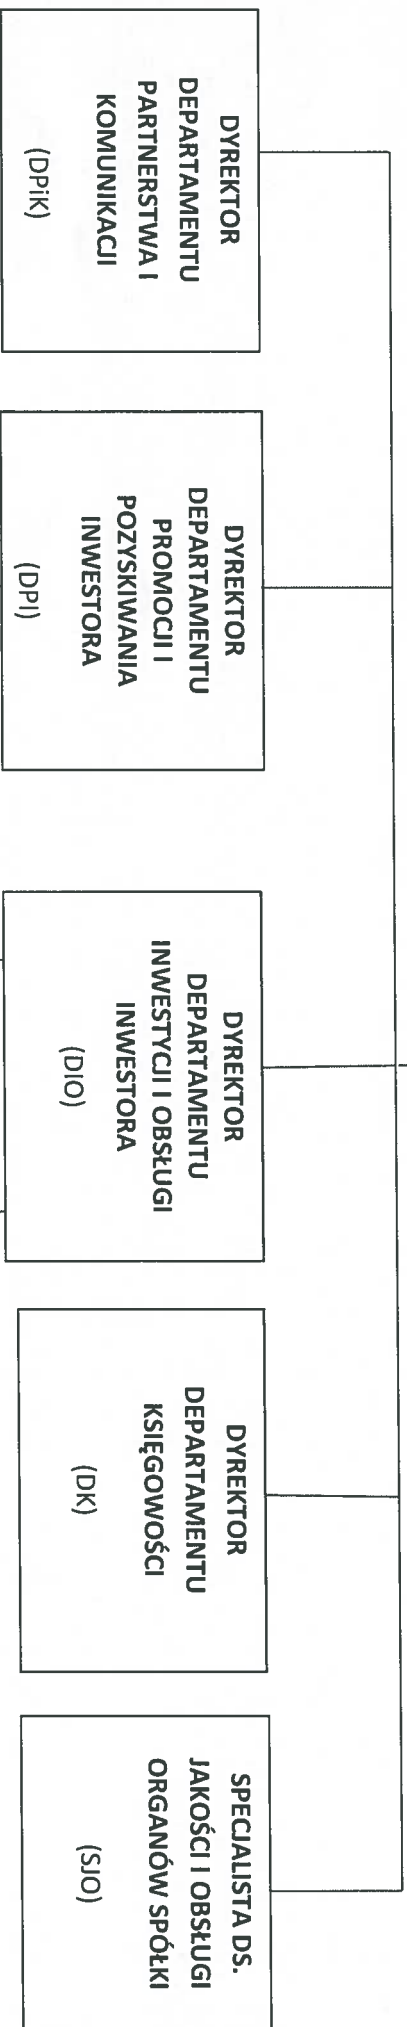 DYREKTOR
DEPARTAMENTU
PARTNERSTWA I
KOMUNIKACJI
(DPiK)
DYREKTOR
DEPARTAMENTU
PROMOCJI I
POZYSKIWANIA
INWESTORA
(DPI)
DYREKTOR
DEPARTAMENTU
INWESTYCJI I OBSŁUGI
INWESTORA
(DIO)
DYREKTOR
DEPARTAMENTU
KSIĘGOWOŚCI
(DK)
SPECJALISTA DS.
JAKOŚCI I OBSŁUGI
ORGANÓW SPÓŁKI
(SJO)